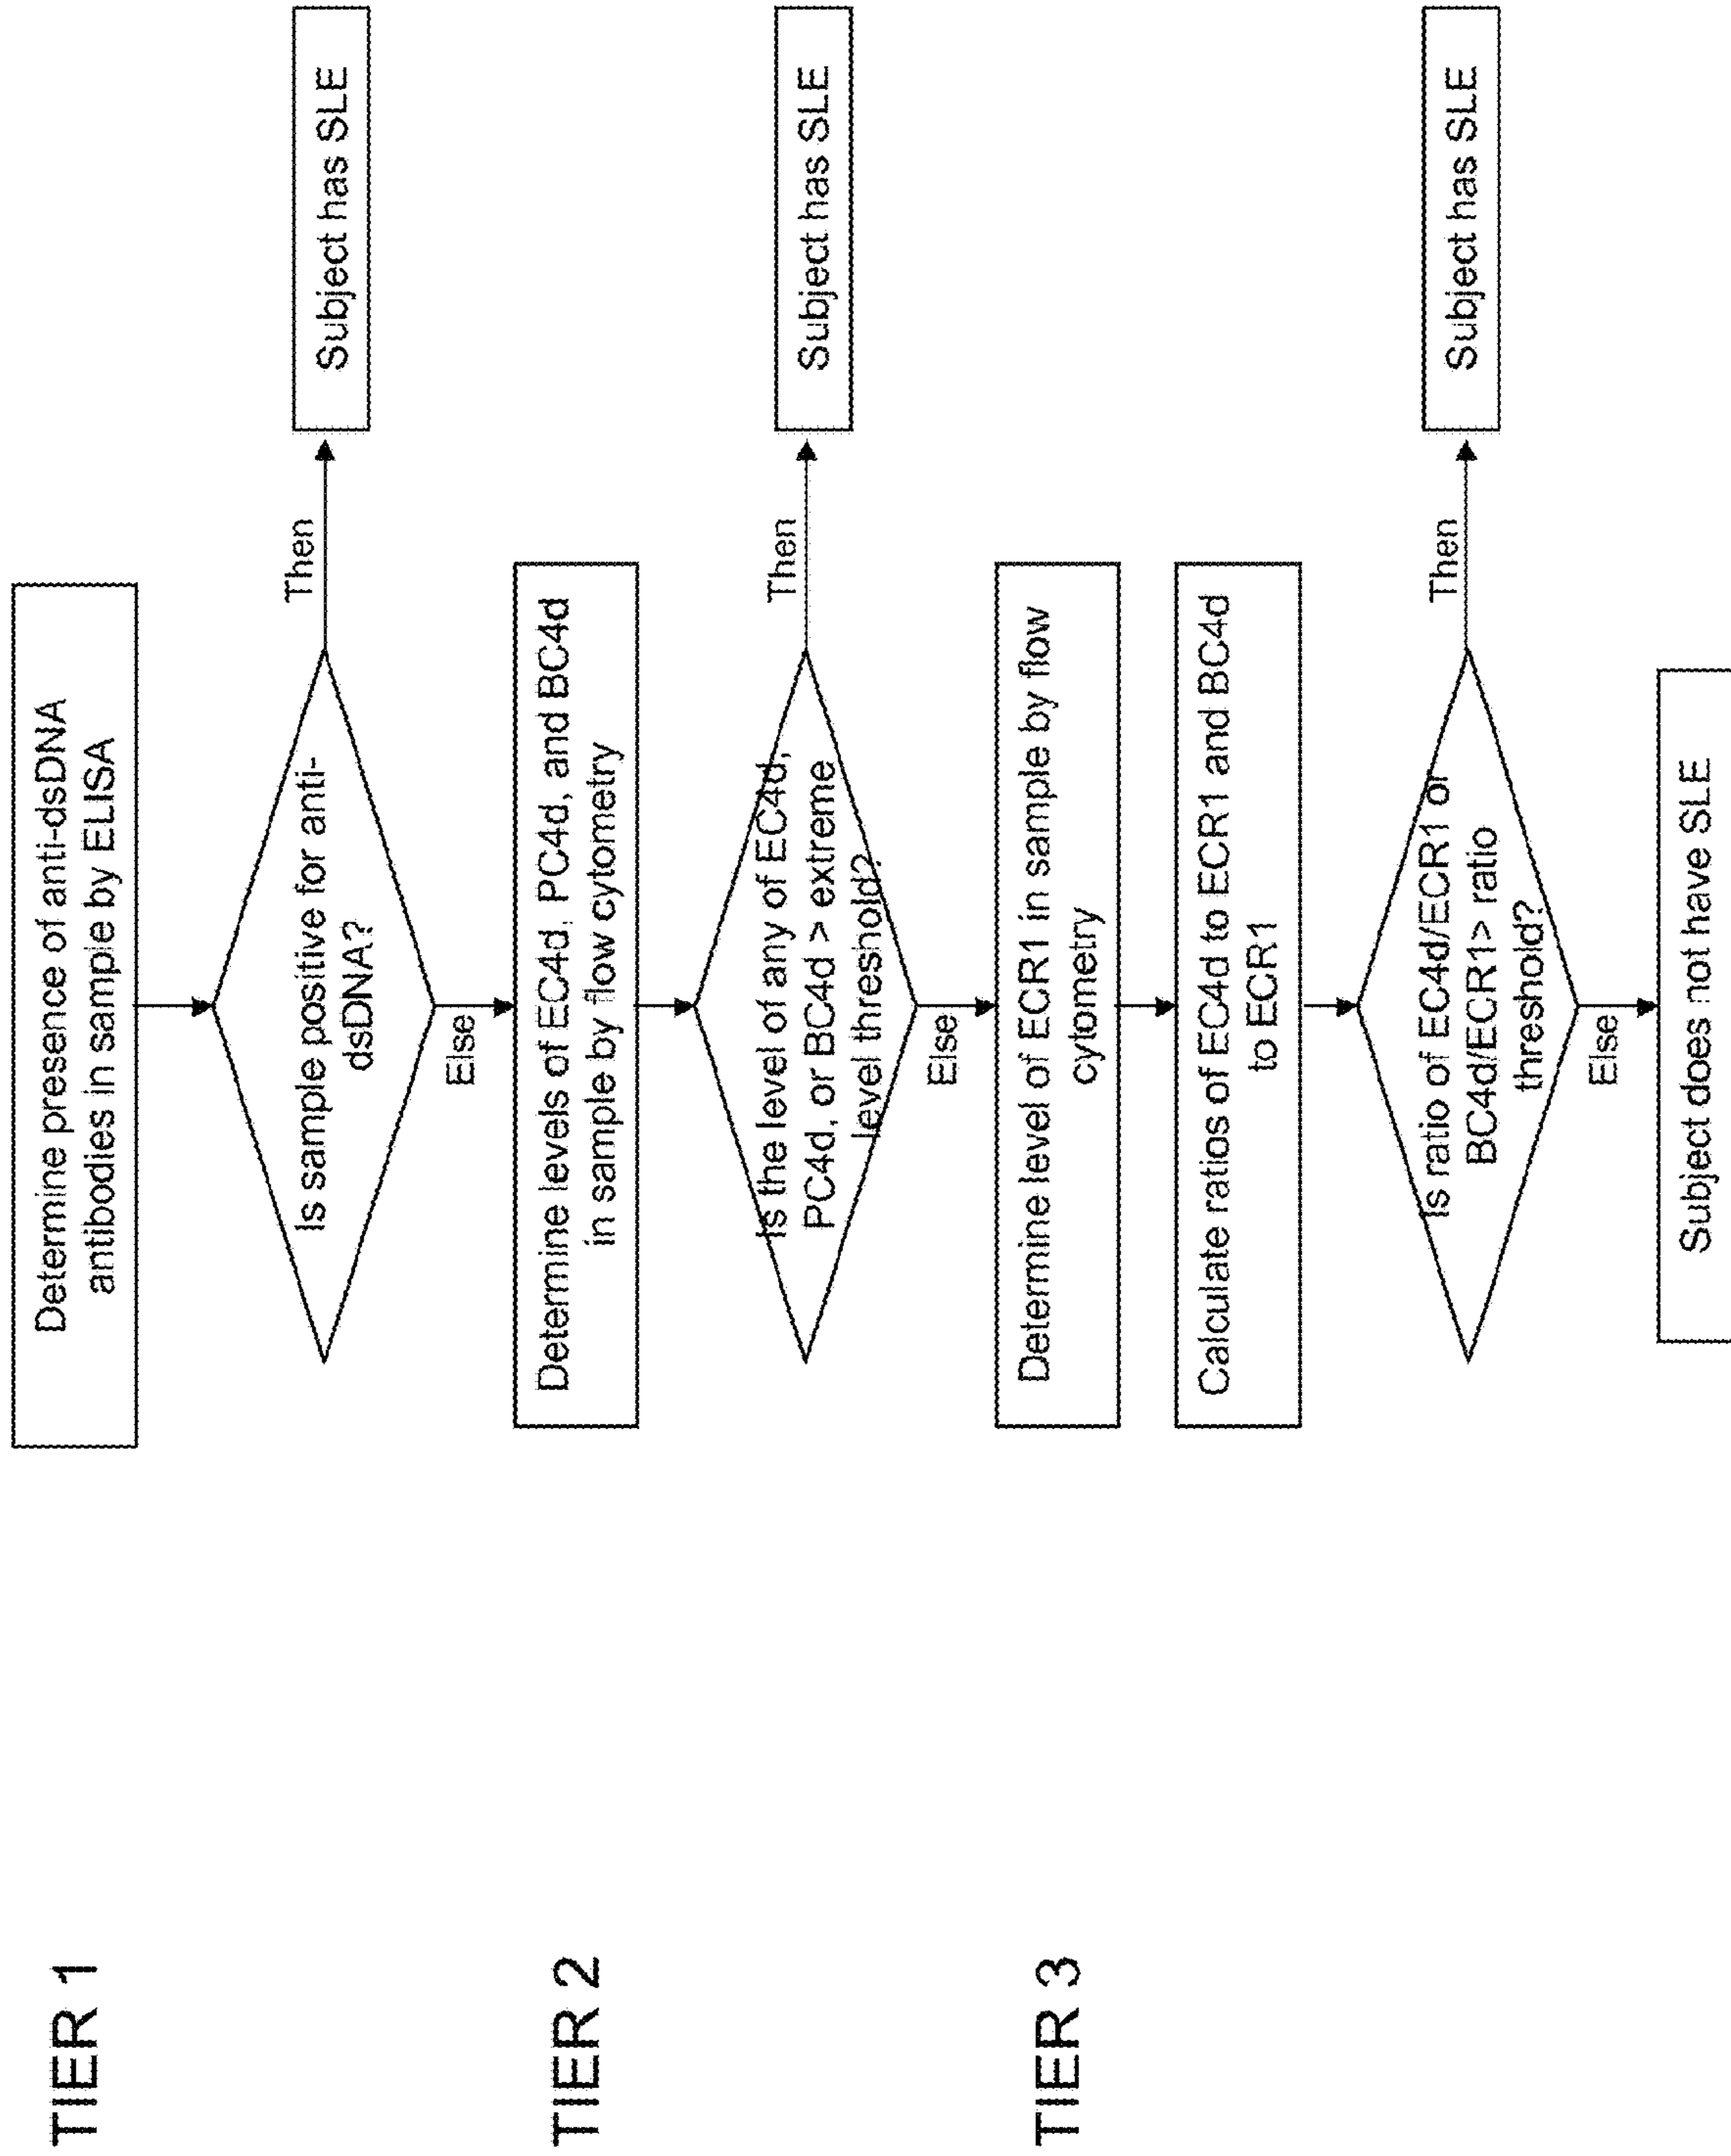 TIER 1
Determine presence of anti-dsDNA
antibodies in sample by ELISA
Is sample positive for anti-
dsDNA?
Then
Subject has SLE
Else
TIER 2
Determine levels of EC4d, PC4d, and BC4d
in sample by flow cytometry
Is the level of any of EC4d,
PC4d, or BC4d > extreme
level threshold?
Then
Subject has SLE
Else
TIER 3
Determine level of ECR1 in sample by flow
cytometry
Calculate ratios of EC4d to ECR1 and BC4d
to ECR1
Is ratio of EC4d/ECR1 or
BC4d/ECR1> ratio
threshold?
Then
Subject has SLE
Else
Subject does not have SLE